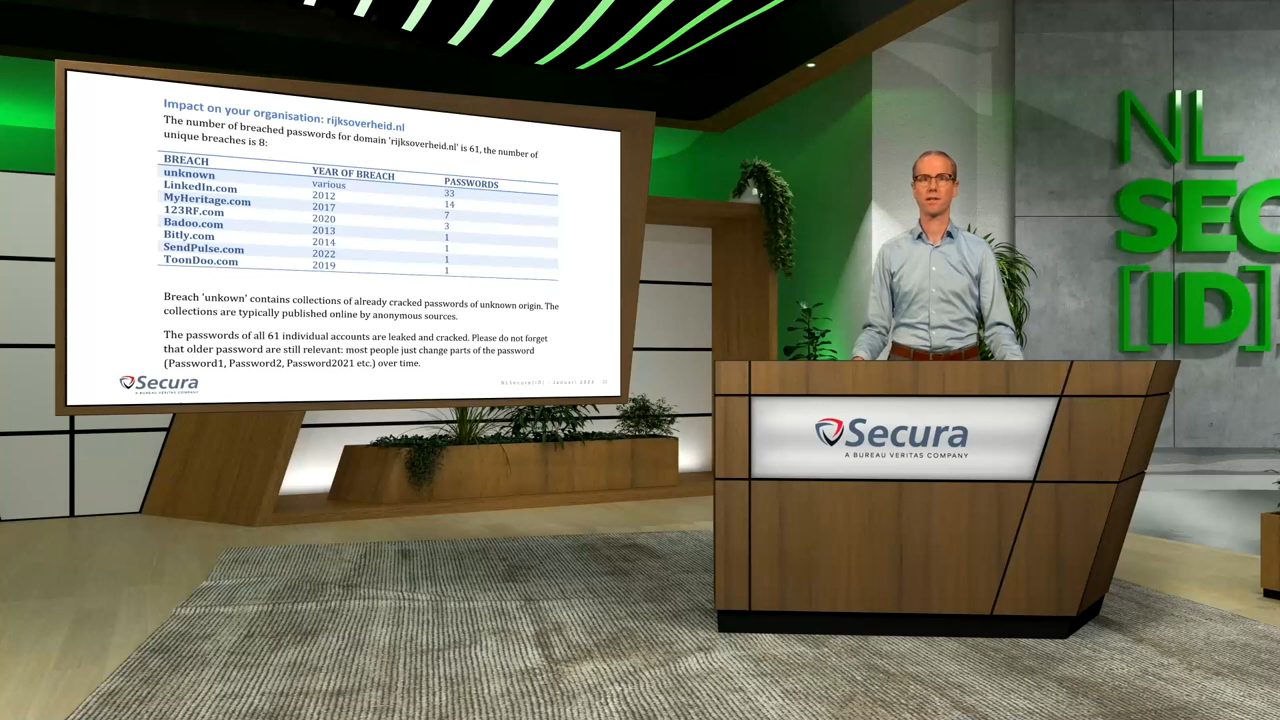 Impact on your organisation: rijksoverheid.nl
The number of breached passwords for domain 'rijksoverheid.nl' is 61, the number of
unique breaches is 8:
BREACH YEAR OF BREACH PASSWORDS
unknown various 33
LinkedIn.com 2012 14
MyHeritage.com 2017 7
123RF.com 2020 3
Badoo.com 2013 1
Bitly.com 2014 1
SendPulse.com 2022 1
ToonDoo.com 2019 1
Breach 'unkown' contains collections of already cracked passwords of unknown origin. The
collections are typically published online by anonymous sources.
The passwords of all 61 individual accounts are leaked and cracked. Please do not forget
that older password are still relevant: most people just change parts of the password
(Password1, Password2, Password2021 etc.) over time.
Secura
A BUREAU VERITAS COMPANY
NLSecure[ID] - Januari 2023
NL
SEC
[ID]
Secura
A BUREAU VERITAS COMPANY